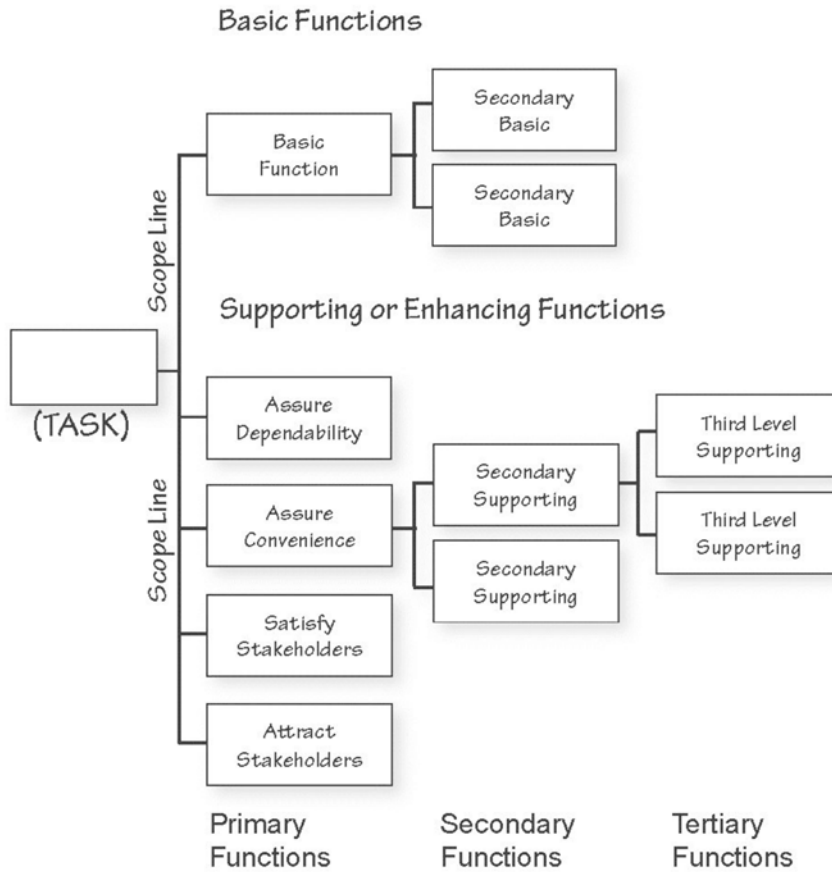 Basic Functions
Secondary
Basic
Basic
Function
Secondary
Basic
Scope Line
Supporting or Enhancing Functions
(TASK)
Assure
Dependability
Third Level
Supporting
Scope Line
Assure
Convenience
Secondary
Supporting
Third Level
Supporting
Secondary
Supporting
Satisfy
Stakeholders
Attract
Stakeholders
Primary
Functions
Secondary
Functions
Tertiary
Functions